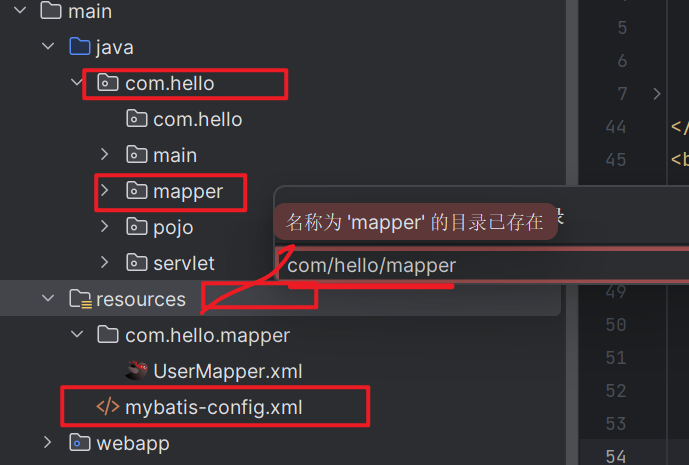 main
java
com.hello
com.hello
main
mapper
pojo
servlet
resources
com.hello.mapper
UserMapper.xml
mybatis-config.xml
webapp
名称为 'mapper' 的目录已存在
com/hello/mapper
5
7
44
</
45
<b
49
50
51
52
53
54